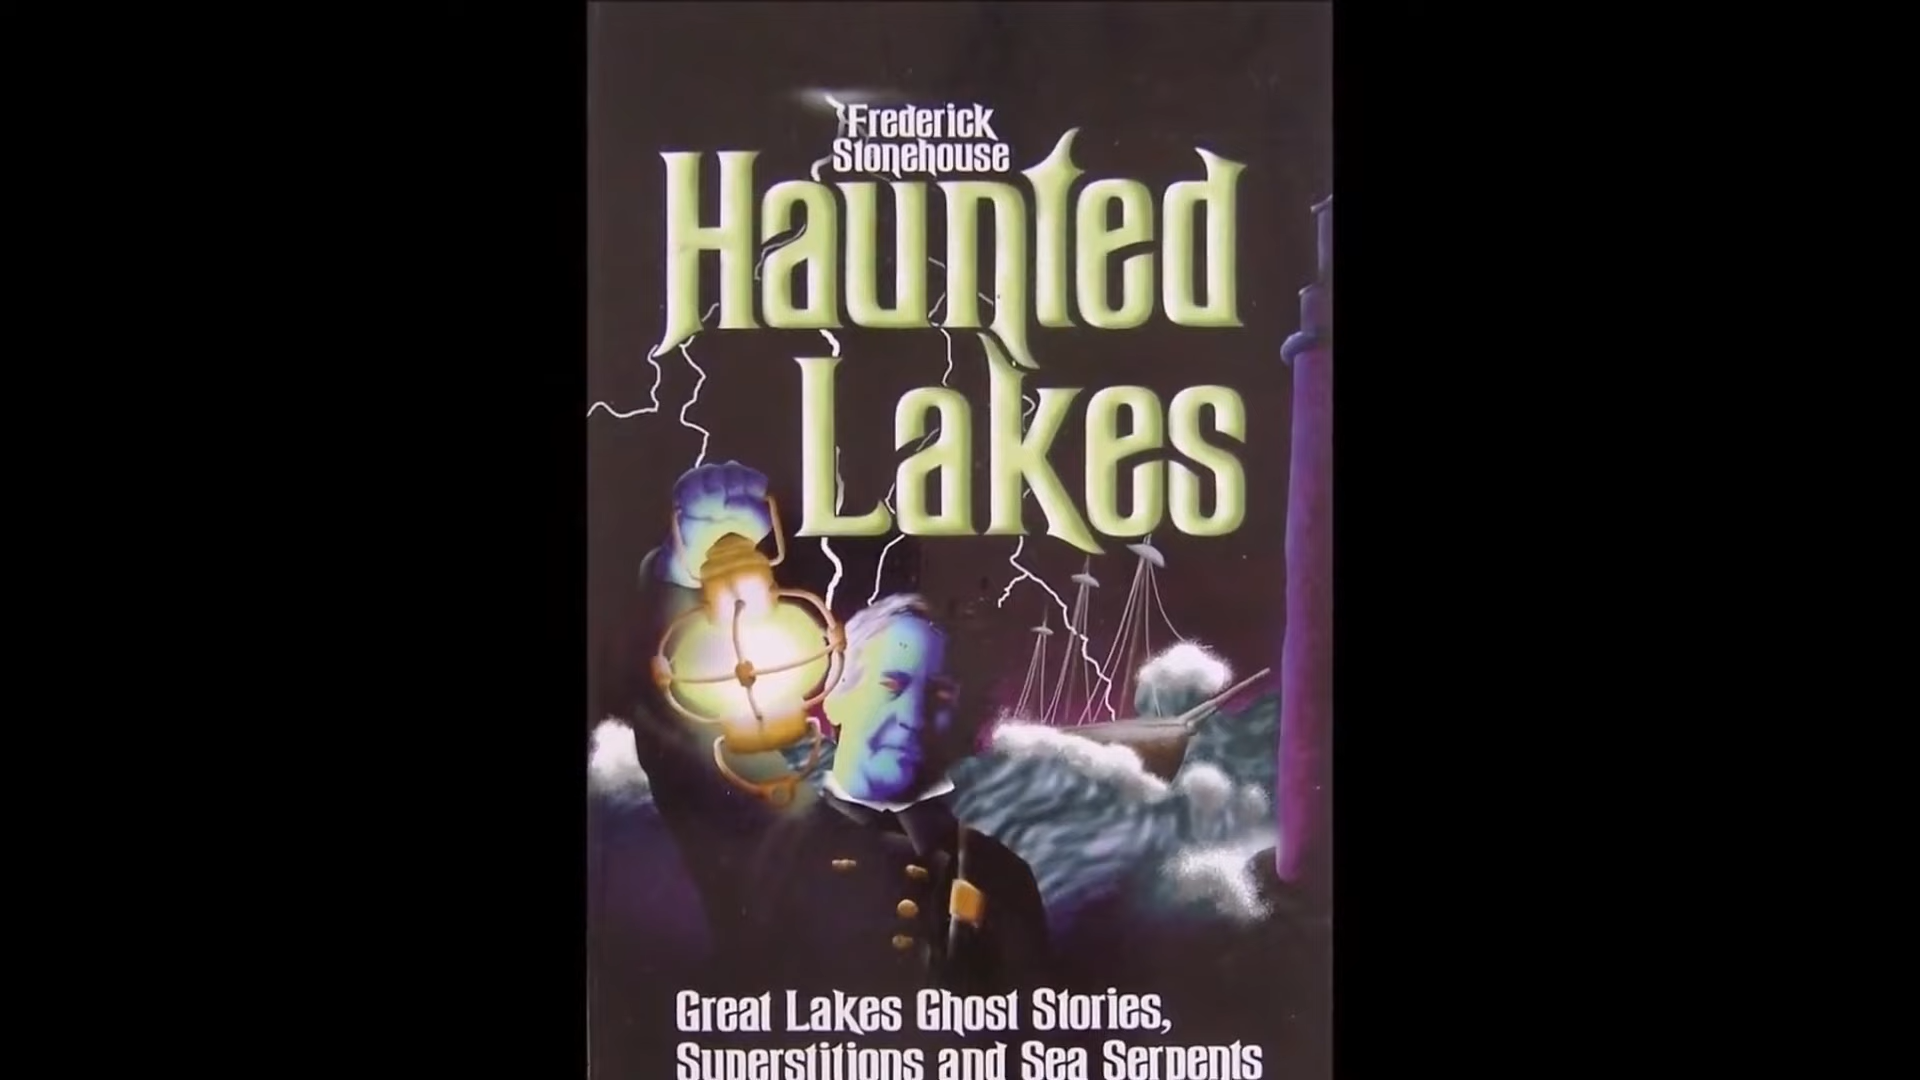 Frederick
Stonehouse
Haunted
Lakes
Great Lakes Ghost Stories,
Superstitions and Sea Serpents